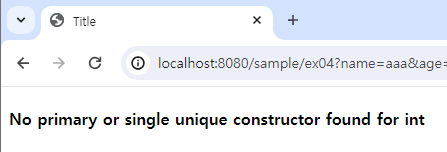 Title
localhost:8080/sample/ex04?name=aaa&age=
No primary or single unique constructor found for int